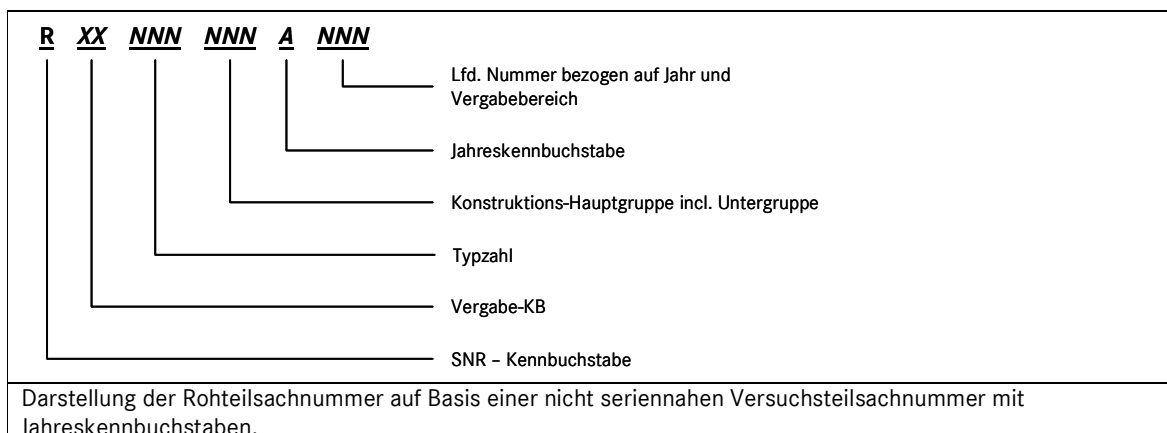 R XX NNN NNN A NNN
Lfd. Nummer bezogen auf Jahr und
Vergabebereich
Jahreskennbuchstabe
Konstruktions-Hauptgruppe incl. Untergruppe
Typzahl
Vergabe-KB
SNR – Kennbuchstabe
Darstellung der Rohteilsachnummer auf Basis einer nicht seriennahen Versuchsteilsachnummer mit
Jahreskennbuchstaben.